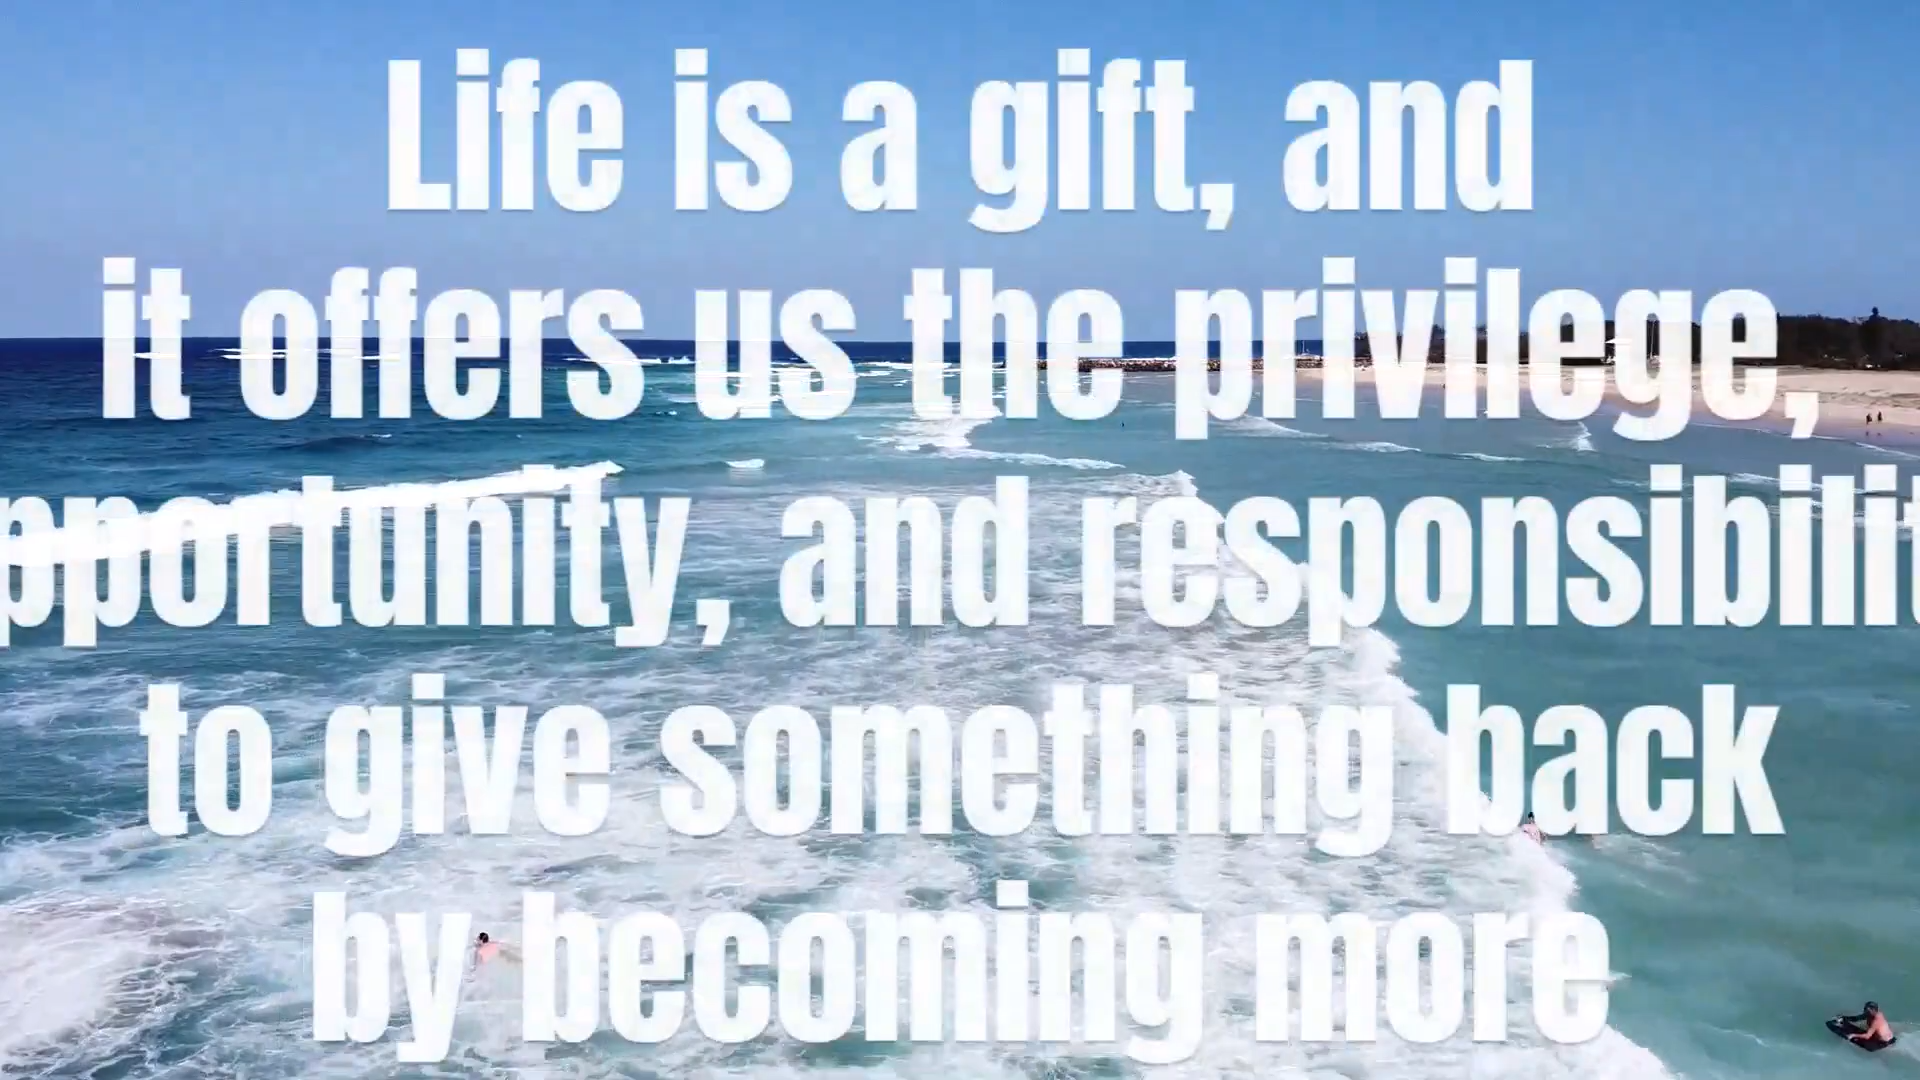 Life is a gift, and
it offers us the privilege,
pportunity, and responsibilit
to give something back
by becoming more